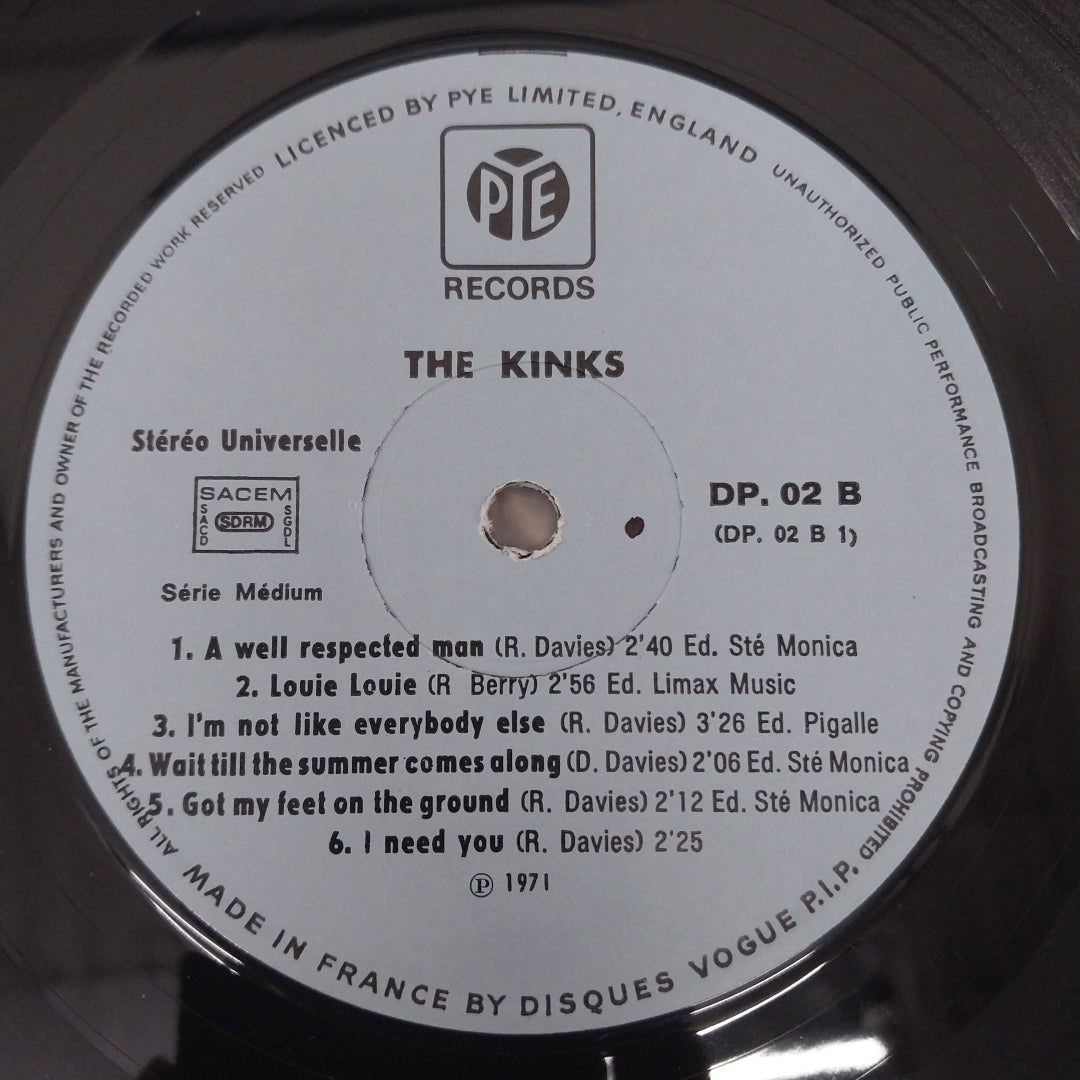 LICENCED BY PYE LIMITED, ENGLAND
UNAUTHORIZED PUBLIC PERFORMANCE BROADCASTING AND COPYING PROHIBITED
PYE
RECORDS
THE KINKS
Stéréo Universelle
SACEM
SACD
SDRM
SGDL
DP. 02 B
(DP. 02 B 1)
Série Médium
1. A well respected man (R. Davies) 2'40 Ed. Sté Monica
2. Louie Louie (R Berry) 2'56 Ed. Limax Music
3. I'm not like everybody else (R. Davies) 3'26 Ed. Pigalle
4. Wait till the summer comes along (D. Davies) 2'06 Ed. Sté Monica
5. Got my feet on the ground (R. Davies) 2'12 Ed. Sté Monica
6. I need you (R. Davies) 2'25
℗ 1971
MADE IN FRANCE BY DISQUES VOGUE P.I.P.
ALL RIGHTS OF THE MANUFACTURERS AND OWNER OF THE RECORDED WORK RESERVED